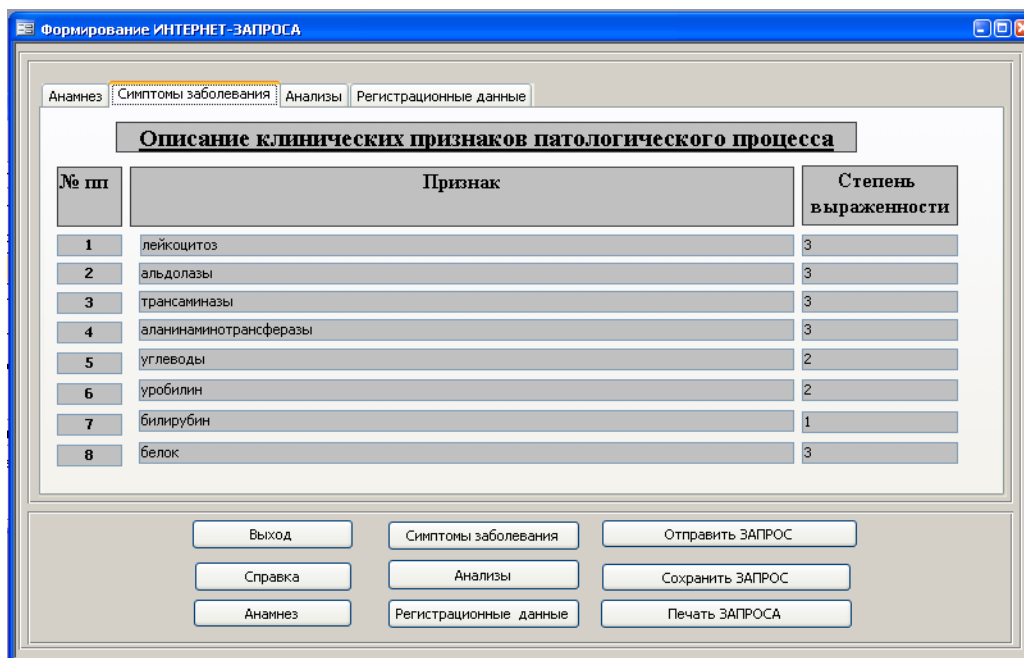 Формирование ИНТЕРНЕТ-ЗАПРОСА
Анамнез Симптомы заболевания Анализы Регистрационные данные
Описание клинических признаков патологического процесса
№ пп Признак Степень
выраженности
1 лейкоцитоз 3
2 альдолазы 3
3 трансаминазы 3
4 аланинаминотрансферазы 3
5 углеводы 2
6 уробилин 2
7 билирубин 1
8 белок 3
Выход Симптомы заболевания Отправить ЗАПРОС
Справка Анализы Сохранить ЗАПРОС
Анамнез Регистрационные данные Печать ЗАПРОСА